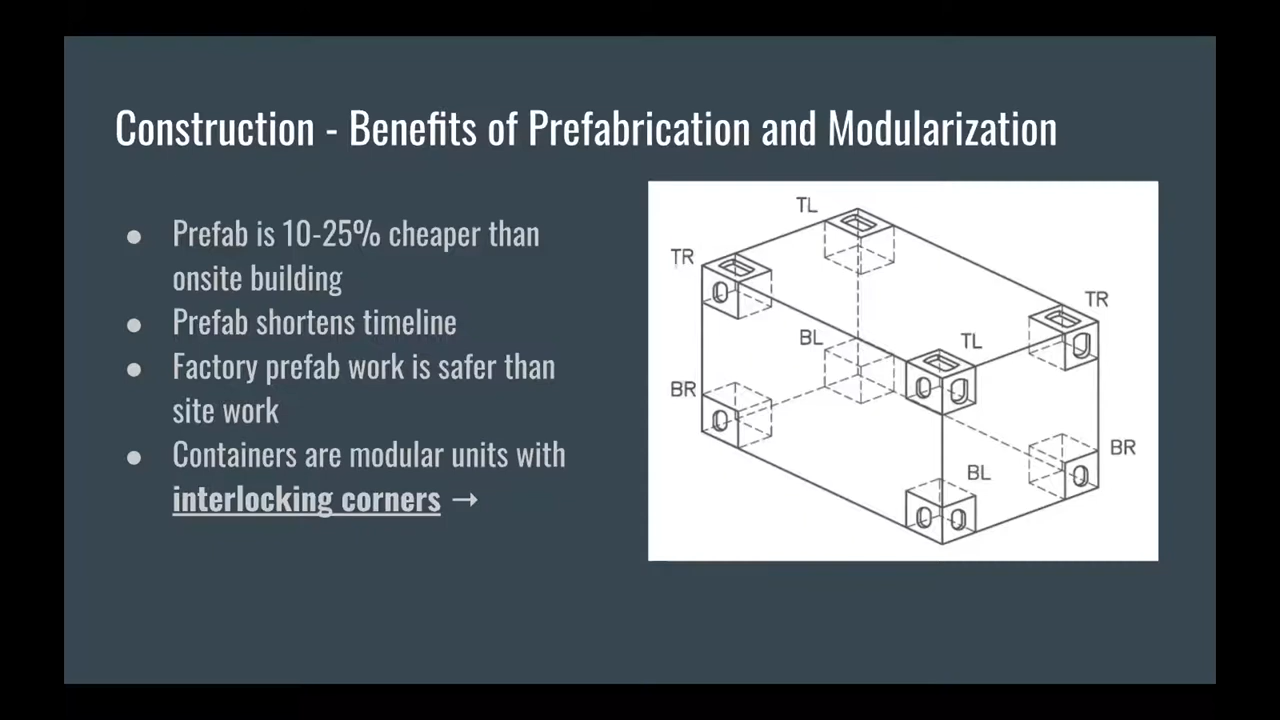 Construction - Benefits of Prefabrication and Modularization
● Prefab is 10-25% cheaper than
onsite building
● Prefab shortens timeline
● Factory prefab work is safer than
site work
● Containers are modular units with
interlocking corners →
TL
TR
TR
BL
TL
BR
BR
BL